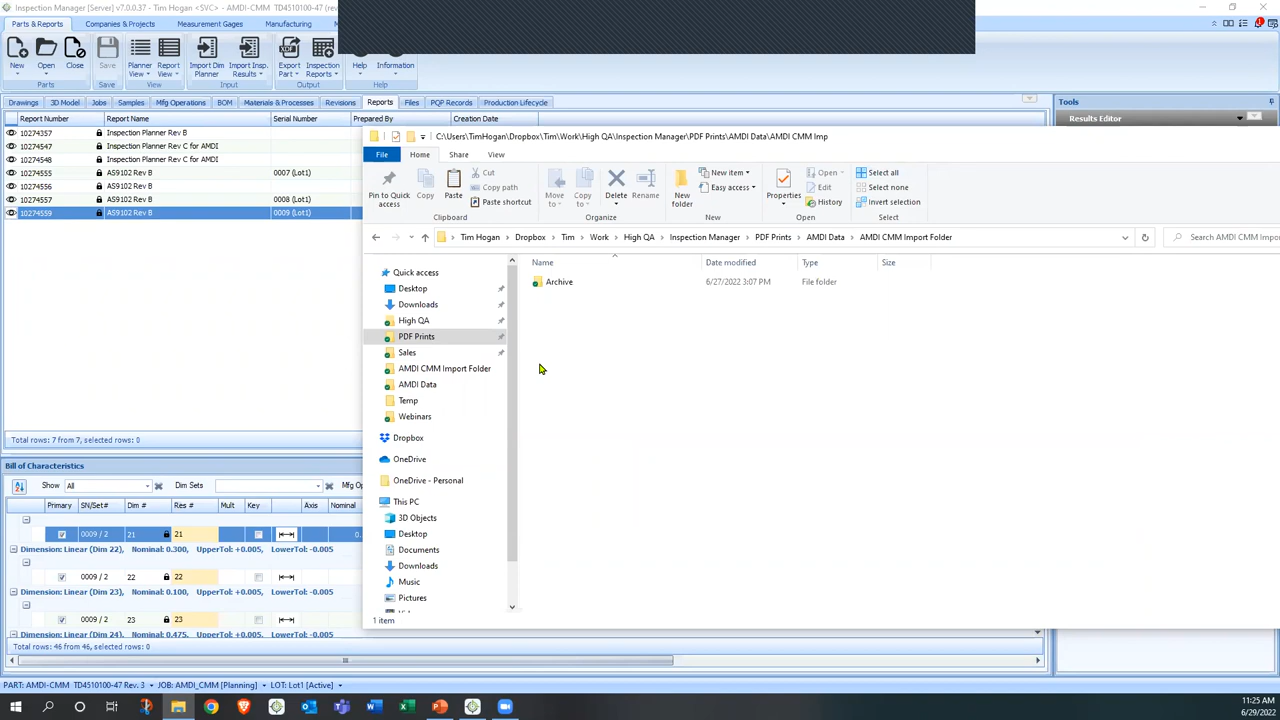 Inspection Manager [Server] v7.0.0.37 - Tim Hogan <SVC> - AMDI-CMM TD4510100-47 (rev
Parts & Reports Companies & Projects Measurement Gages Manufacturing
New Open Close Save Planner View Report View Import Dim Planner Import Insp. Results Export Part Inspection Reports Help Information
Parts Save View Input Output Help
Drawings 3D Model Jobs Samples Mfg Operations BOM Materials & Processes Revisions Reports Files PQP Records Production Lifecycle
Tools
Results Editor
Report Number Report Name Serial Number Prepared By Creation Date
10274357 Inspection Planner Rev B
10274547 Inspection Planner Rev C for AMDI
10274548 Inspection Planner Rev C for AMDI
10274555 AS9102 Rev B 0007 (Lot1)
10274556 AS9102 Rev B
10274557 AS9102 Rev B 0008 (Lot1)
10274559 AS9102 Rev B 0009 (Lot1)
Total rows: 7 from 7, selected rows: 0
C:\Users\TimHogan\Dropbox\Tim\Work\High QA\Inspection Manager\PDF Prints\AMDI Data\AMDI CMM Imp
File Home Share View
Pin to Quick access Copy Paste Cut Copy path Paste shortcut Move to Copy to Delete Rename New folder New item Easy access Properties Open Edit History Select all Select none Invert selection
Clipboard Organize New Open Select
Tim Hogan Dropbox Tim Work High QA Inspection Manager PDF Prints AMDI Data AMDI CMM Import Folder
Search AMDI CMM Impor
Name Date modified Type Size
Archive 6/27/2022 3:07 PM File folder
Quick access
Desktop
Downloads
High QA
PDF Prints
Sales
AMDI CMM Import Folder
AMDI Data
Temp
Webinars
Dropbox
OneDrive
OneDrive - Personal
This PC
3D Objects
Desktop
Documents
Downloads
Music
Pictures
1 item
Bill of Characteristics
Show All Dim Sets Mfg O
Primary SN/Set# Dim # Res # Mult Key Axis Nominal
0009 / 2 21 21 0.
Dimension: Linear (Dim 22), Nominal: 0.300, UpperTol: +0.005, LowerTol: -0.005
0009 / 2 22 22
Dimension: Linear (Dim 23), Nominal: 0.100, UpperTol: +0.005, LowerTol: -0.005
0009 / 2 23 23
Dimension: Linear (Dim 24), Nominal: 0.475, UpperTol: +0.005, LowerTol: -0.005
Total rows: 46 from 46, selected rows: 0
PART: AMDI-CMM TD4510100-47 Rev. 3 JOB: AMDI_CMM [Planning] LOT: Lot1 [Active]
11:25 AM
6/29/2022